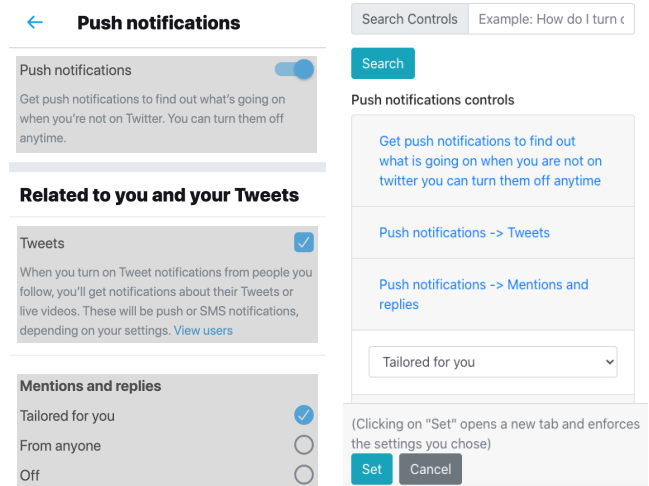 Push notifications
Push notifications
Get push notifications to find out what's going on
when you're not on Twitter. You can turn them off
anytime.
Related to you and your Tweets
Tweets
When you turn on Tweet notifications from people you
follow, you'll get notifications about their Tweets or
live videos. These will be push or SMS notifications,
depending on your settings. View users
Mentions and replies
Tailored for you
From anyone
Off
Search Controls
Example: How do I turn
Search
Push notifications controls
Get push notifications to find out
what is going on when you are not on
twitter you can turn them off anytime
Push notifications -> Tweets
Push notifications -> Mentions and
replies
Tailored for you
(Clicking on "Set" opens a new tab and enforces
the settings you chose)
Set
Cancel